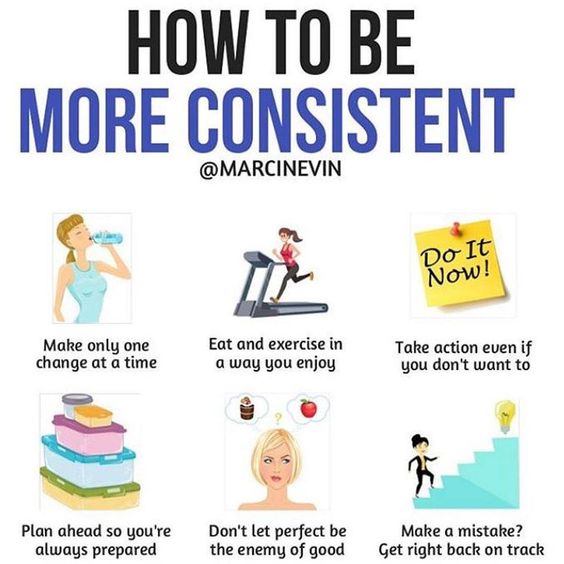 HOW TO BE
MORE CONSISTENT
@MARCINEVIN
Do It
Now!
Make only one
change at a time
Eat and exercise in
a way you enjoy
Take action even if
you don't want to
?
Plan ahead so you're
always prepared
Don't let perfect be
the enemy of good
Make a mistake?
Get right back on track